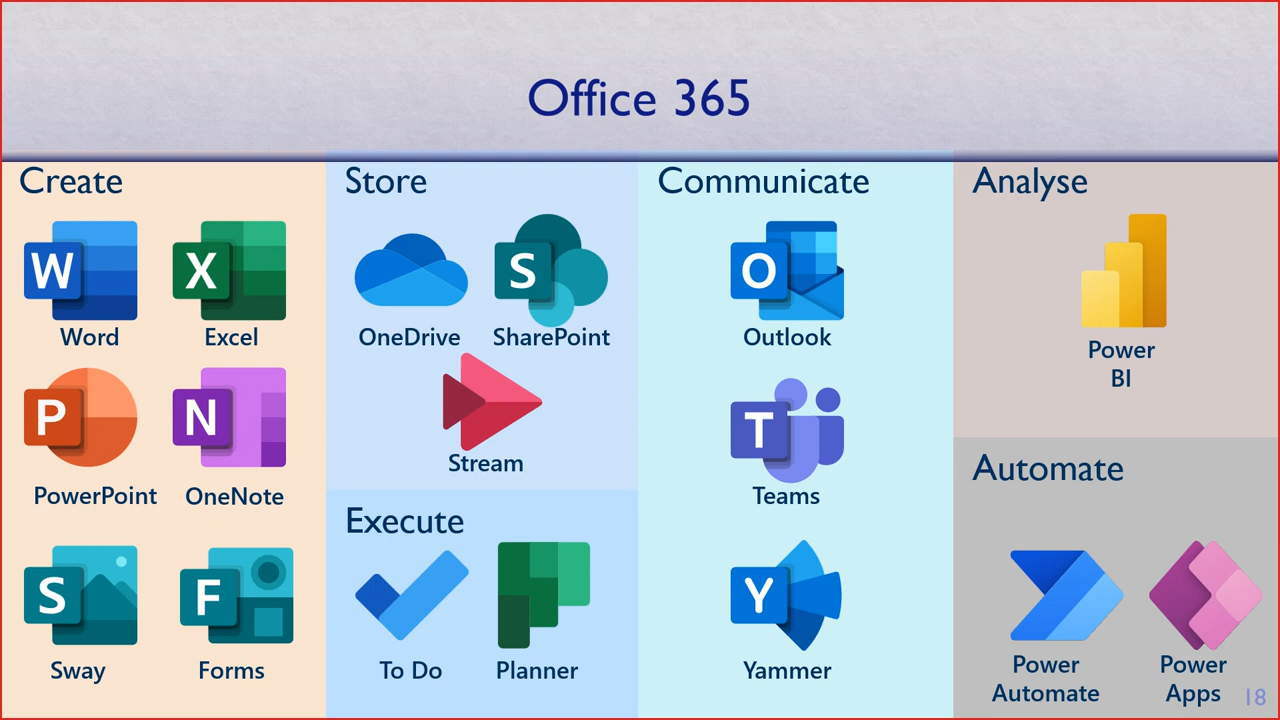 Office 365
Create
W
X
Word
Excel
P
N
PowerPoint
OneNote
S
F
Sway
Forms
Store
S
OneDrive
SharePoint
Stream
Execute
To Do
Planner
Communicate
O
Outlook
T
Teams
Y
Yammer
Analyse
Power
BI
Automate
Power
Automate
Power
Apps
18